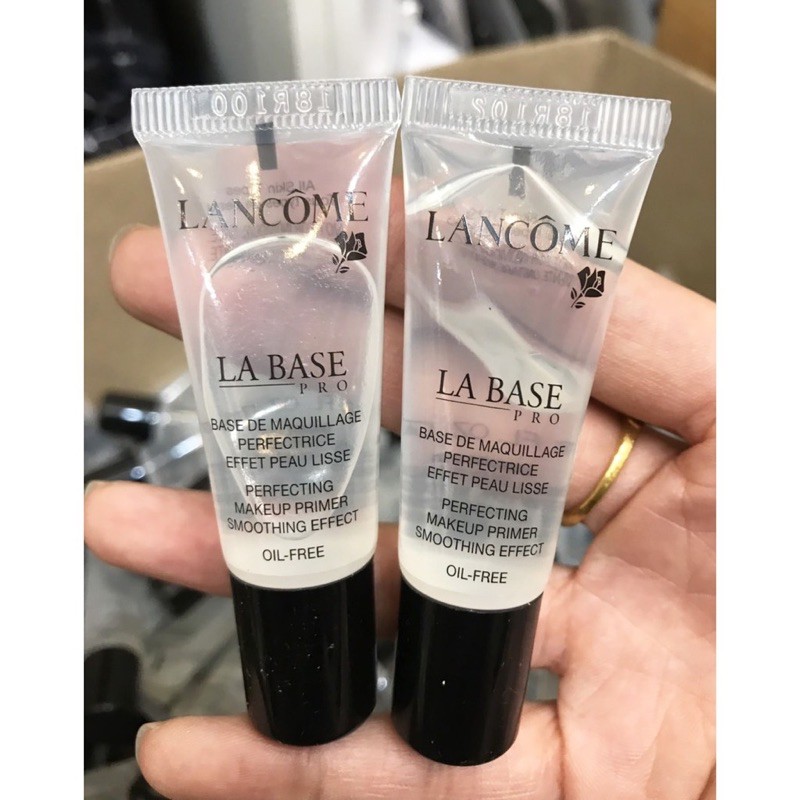 18R100
LANCÔME
LA BASE
PRO
BASE DE MAQUILLAGE
PERFECTRICE
EFFET PEAU LISSE
PERFECTING
MAKEUP PRIMER
SMOOTHING EFFECT
OIL-FREE
18R102
LANCÔME
LA BASE
PRO
BASE DE MAQUILLAGE
PERFECTRICE
EFFET PEAU LISSE
PERFECTING
MAKEUP PRIMER
SMOOTHING EFFECT
OIL-FREE